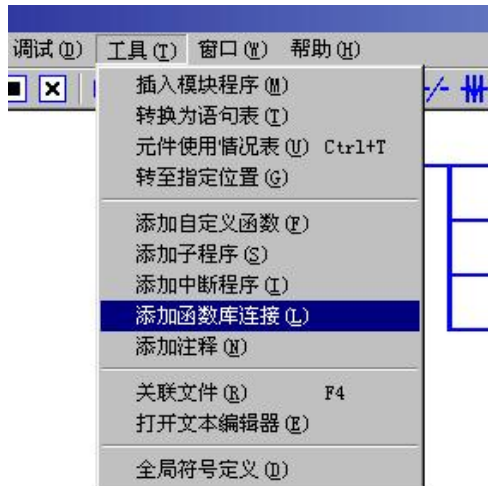 调试(D) 工具(T) 窗口(W) 帮助(H)
插入模块程序(M)
转换为语句表(T)
元件使用情况表(U) Ctrl+T
转至指定位置(G)
添加自定义函数(F)
添加子程序(S)
添加中断程序(I)
添加函数库连接(L)
添加注释(N)
关联文件(R) F4
打开文本编辑器(E)
全局符号定义(D)